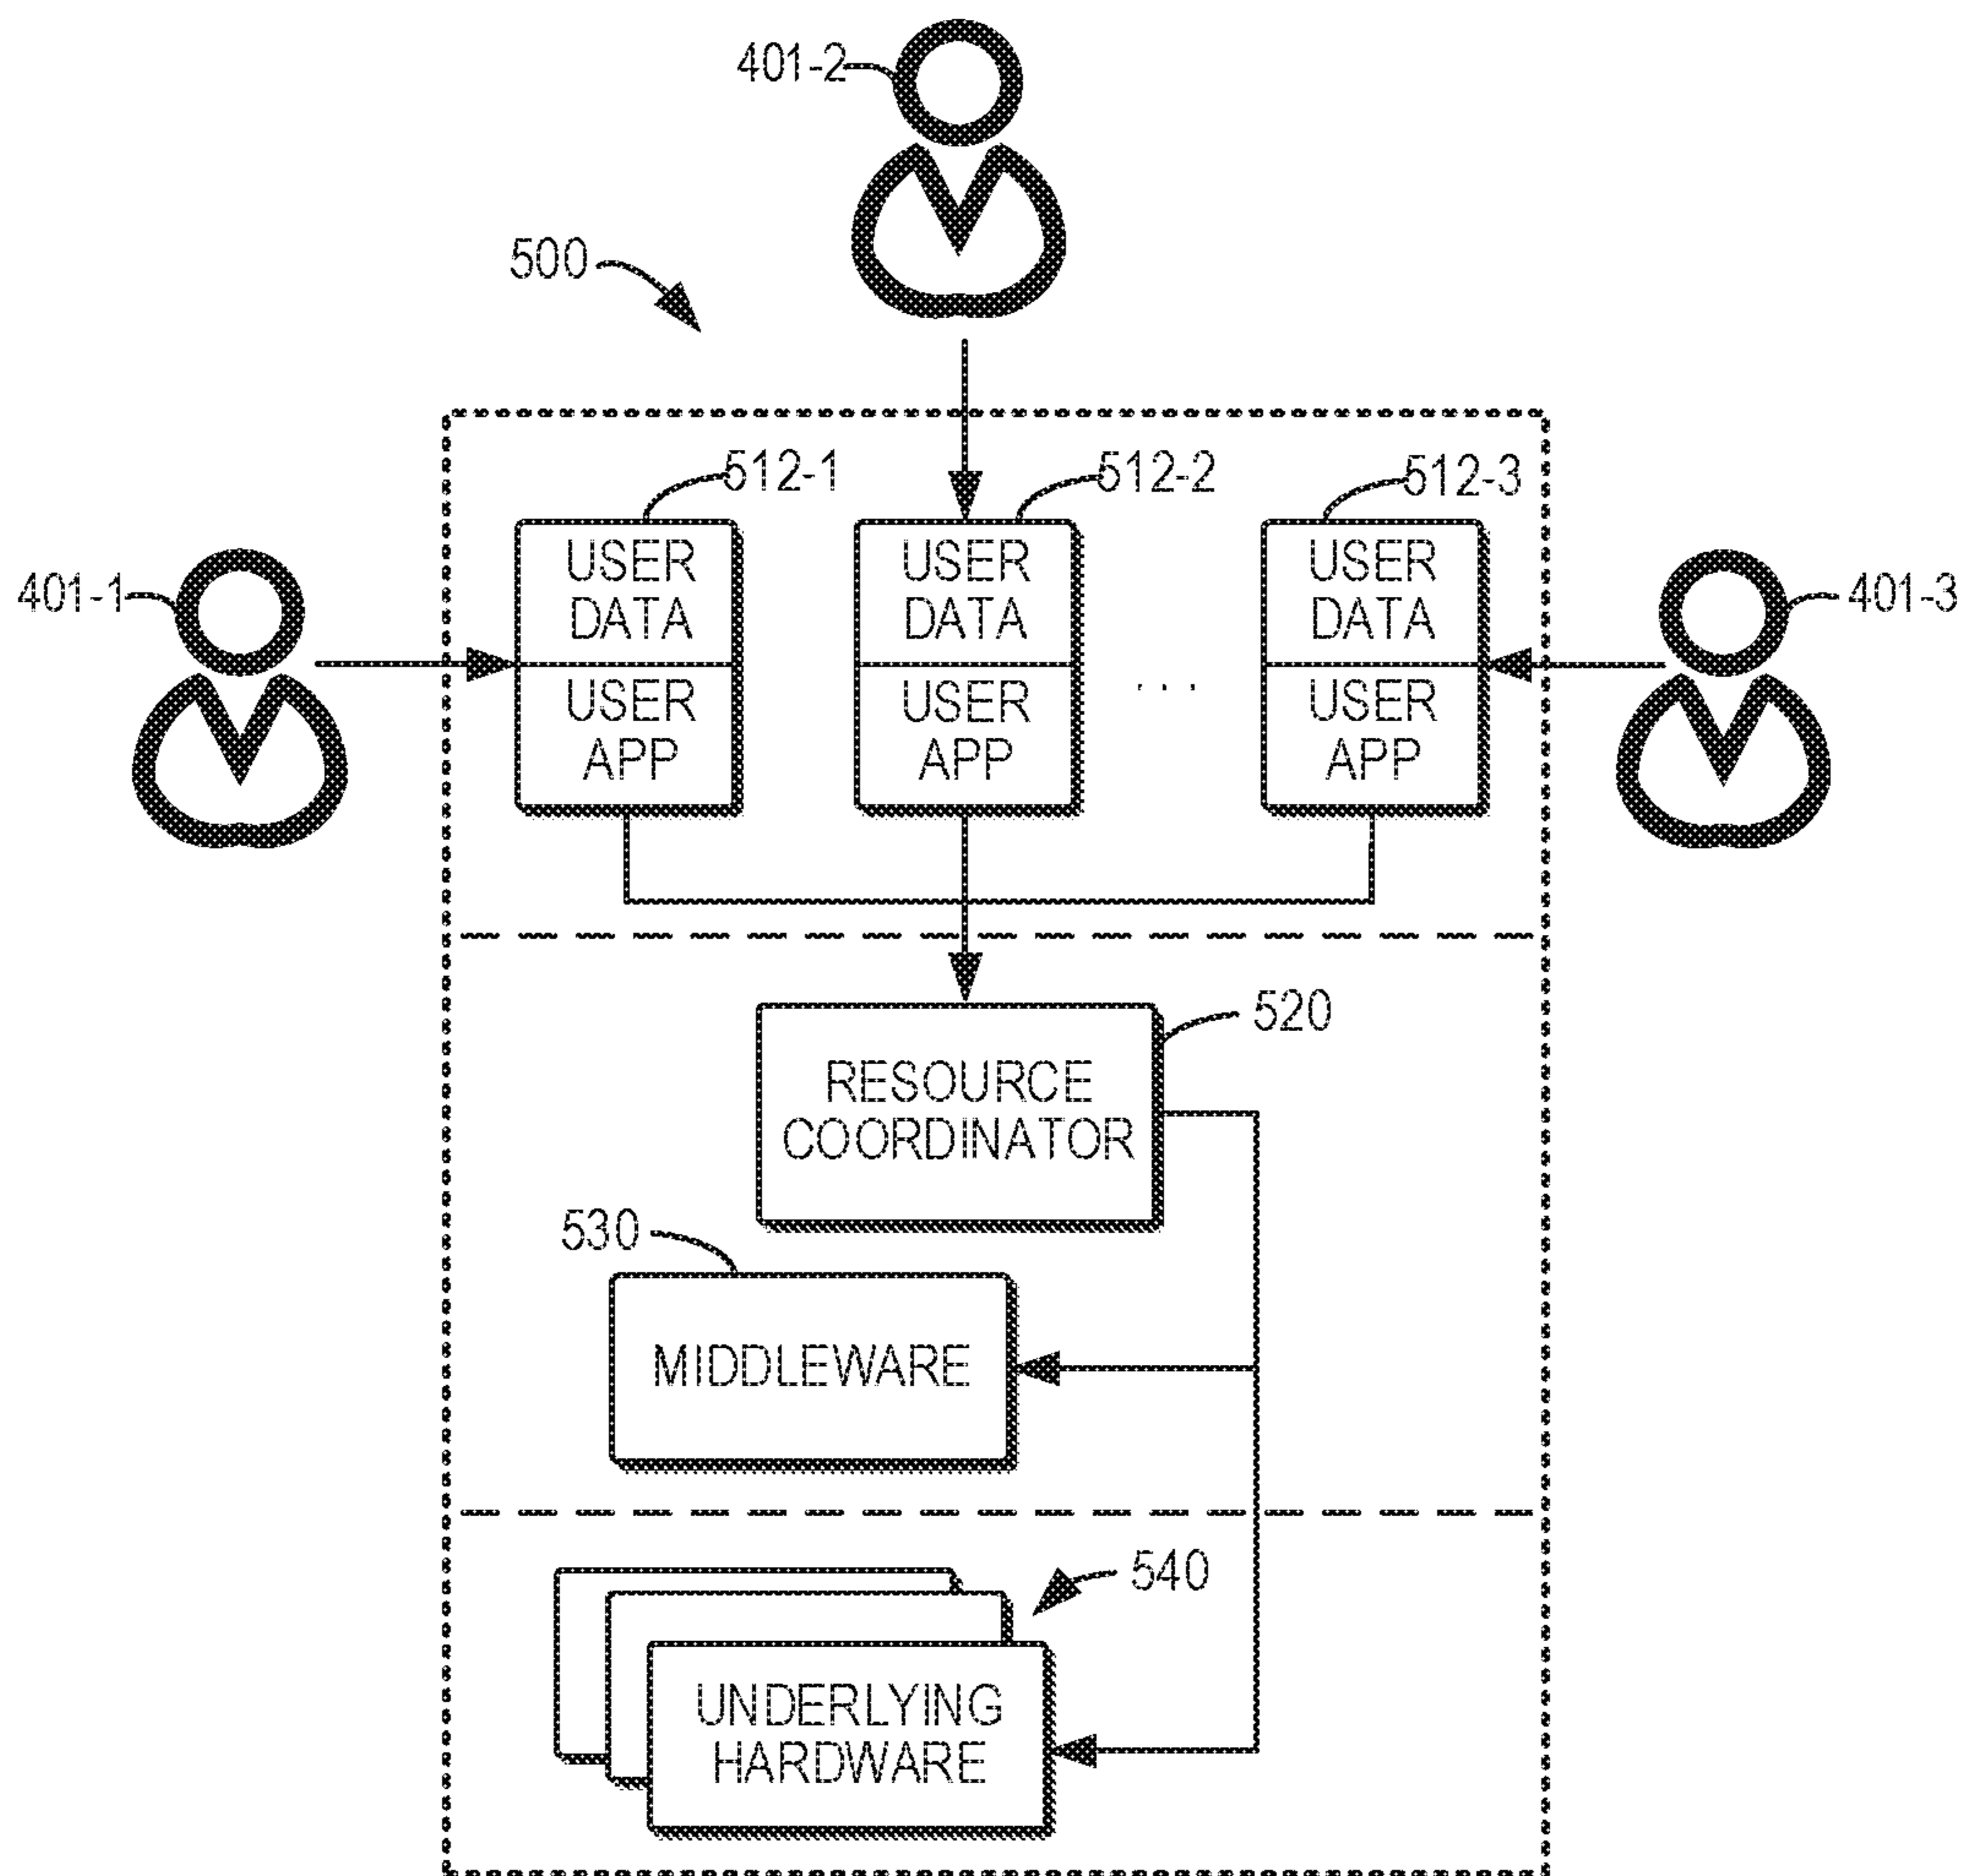 401-2
500
512-1
512-2
512-3
401-1
USER
DATA
USER
APP
USER
DATA
USER
APP
. . .
USER
DATA
USER
APP
401-3
520
RESOURCE
COORDINATOR
530
MIDDLEWARE
540
UNDERLYING
HARDWARE